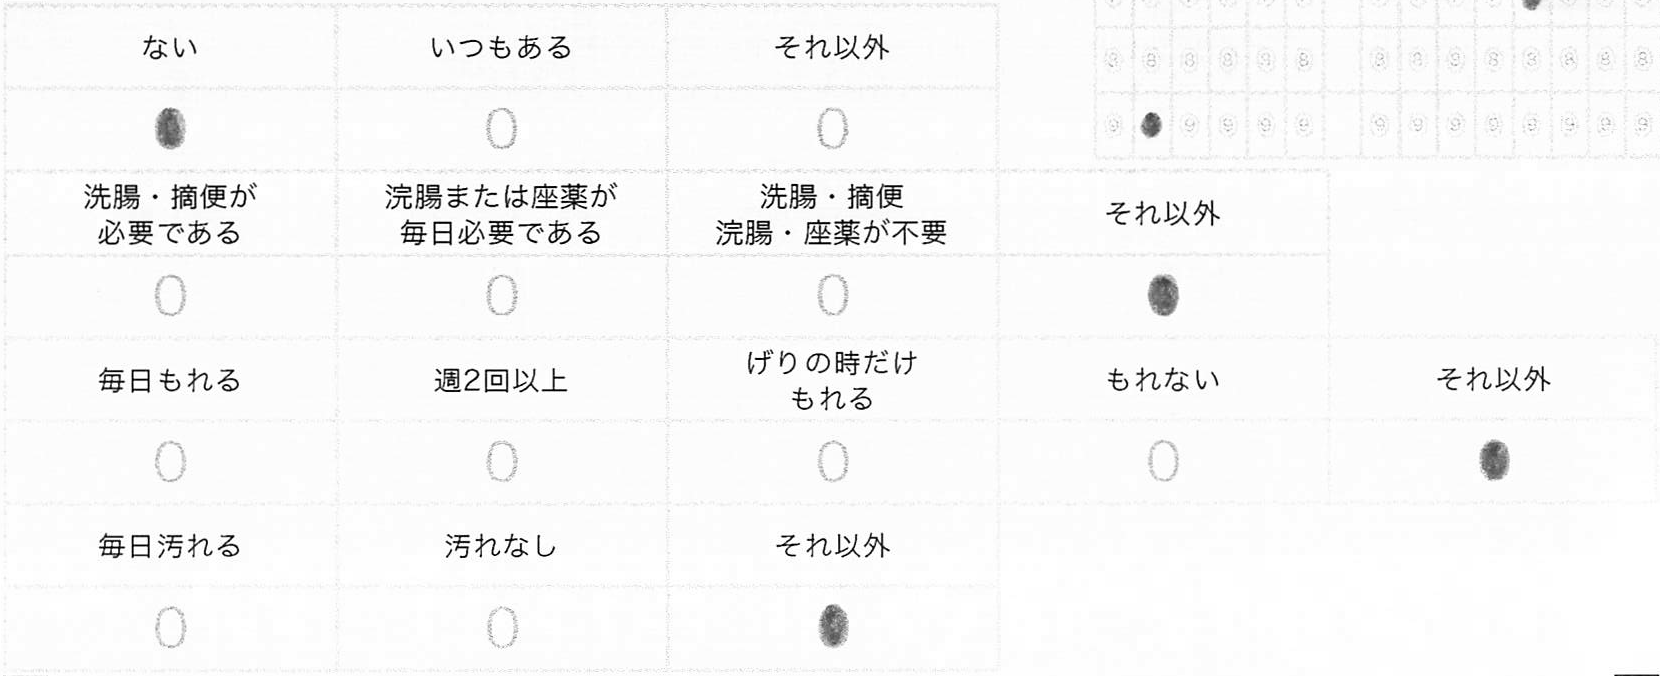 ない いつもある それ以外
8 8 8 8 8 8 8 8 8 8 8 8 8 8
9 9 9 9 9 9 9 9 9 9 9 9 9
洗腸・摘便が
必要である
浣腸または座薬が
毎日必要である
洗腸・摘便
浣腸・座薬が不要
それ以外
毎日もれる 週2回以上
げりの時だけ
もれる
もれない それ以外
毎日汚れる 汚れなし それ以外